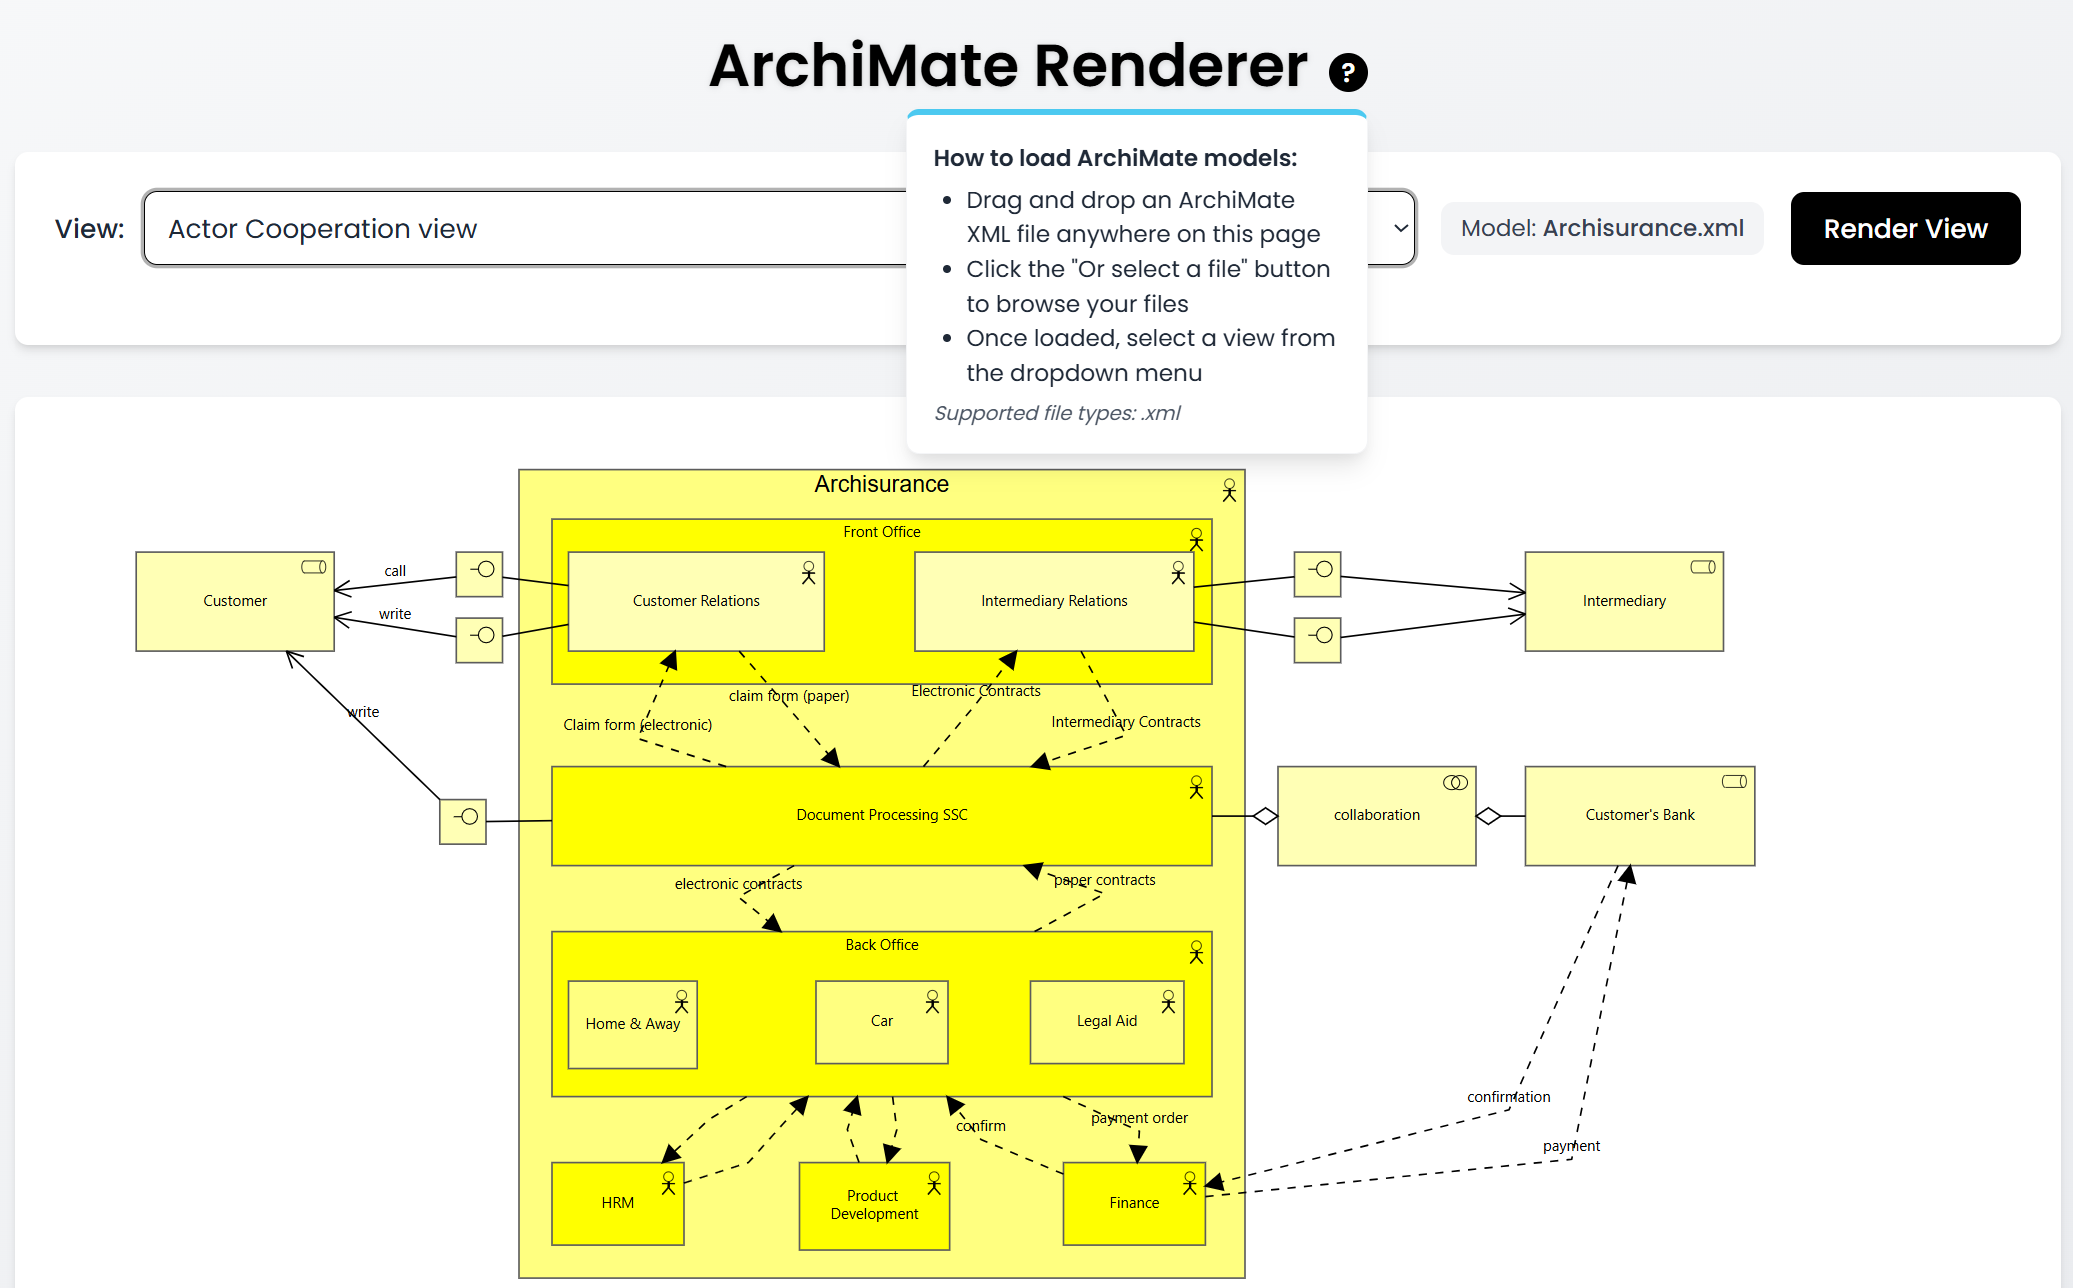 ArchiMate Renderer ?
How to load ArchiMate models:
Drag and drop an ArchiMate
XML file anywhere on this page
Click the "Or select a file" button
to browse your files
Once loaded, select a view from
the dropdown menu
Supported file types: .xml
View:
Actor Cooperation view
Model: Archisurance.xml
Render View
Archisurance
Front Office
Customer
call
write
Customer Relations
Intermediary Relations
Intermediary
write
Claim form (electronic)
claim form (paper)
Electronic Contracts
Intermediary Contracts
Document Processing SSC
collaboration
Customer's Bank
electronic contracts
paper contracts
Back Office
Home & Away
Car
Legal Aid
confirm
payment order
confirmation
payment
HRM
Product
Development
Finance